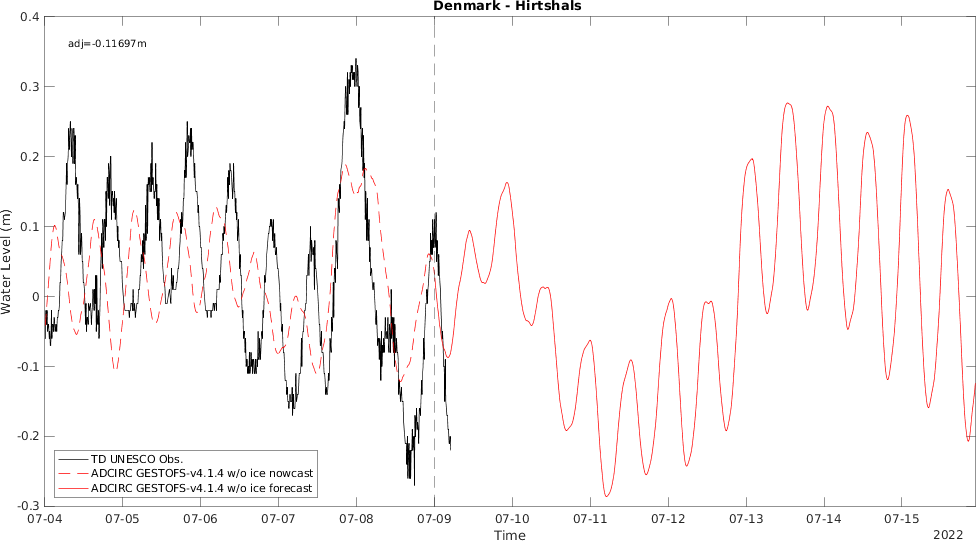 Denmark - Hirtshals
adj=-0.11697m
0.4
0.3
0.2
0.1
0
-0.1
-0.2
-0.3
Water Level (m)
TD UNESCO Obs.
ADCIRC GESTOFS-v4.1.4 w/o ice nowcast
ADCIRC GESTOFS-v4.1.4 w/o ice forecast
07-04 07-05 07-06 07-07 07-08 07-09 07-10 07-11 07-12 07-13 07-14 07-15
Time
2022